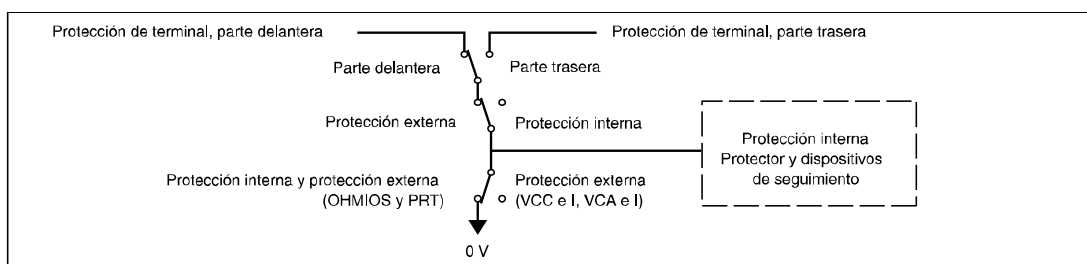 Protección de terminal, parte delantera
Protección de terminal, parte trasera
Parte delantera
Parte trasera
Protección externa
Protección interna
Protección interna
Protector y dispositivos
de seguimiento
Protección interna y protección externa
(OHMIOS y PRT)
Protección externa
(VCC e I, VCA e I)
0 V